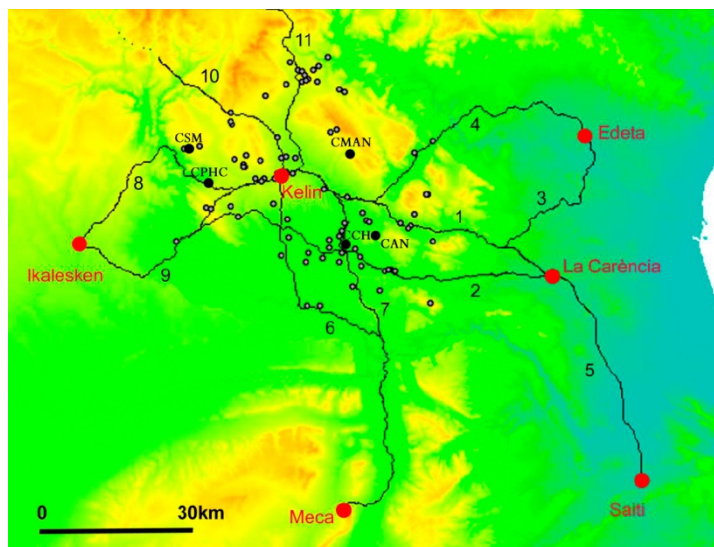 11
10
4
Edeta
CSM
CMAN
CPHC
8
Kelin
3
1
CH
CAN
Ikalesken
9
La Carència
2
7
6
5
0 30km
Meca
Saiti